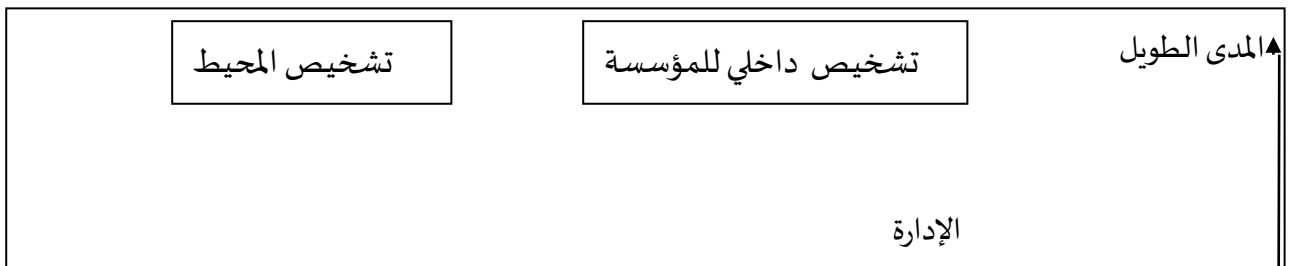 المدى الطويل
تشخيص داخلي للمؤسسة
تشخيص المحيط
الإدارة